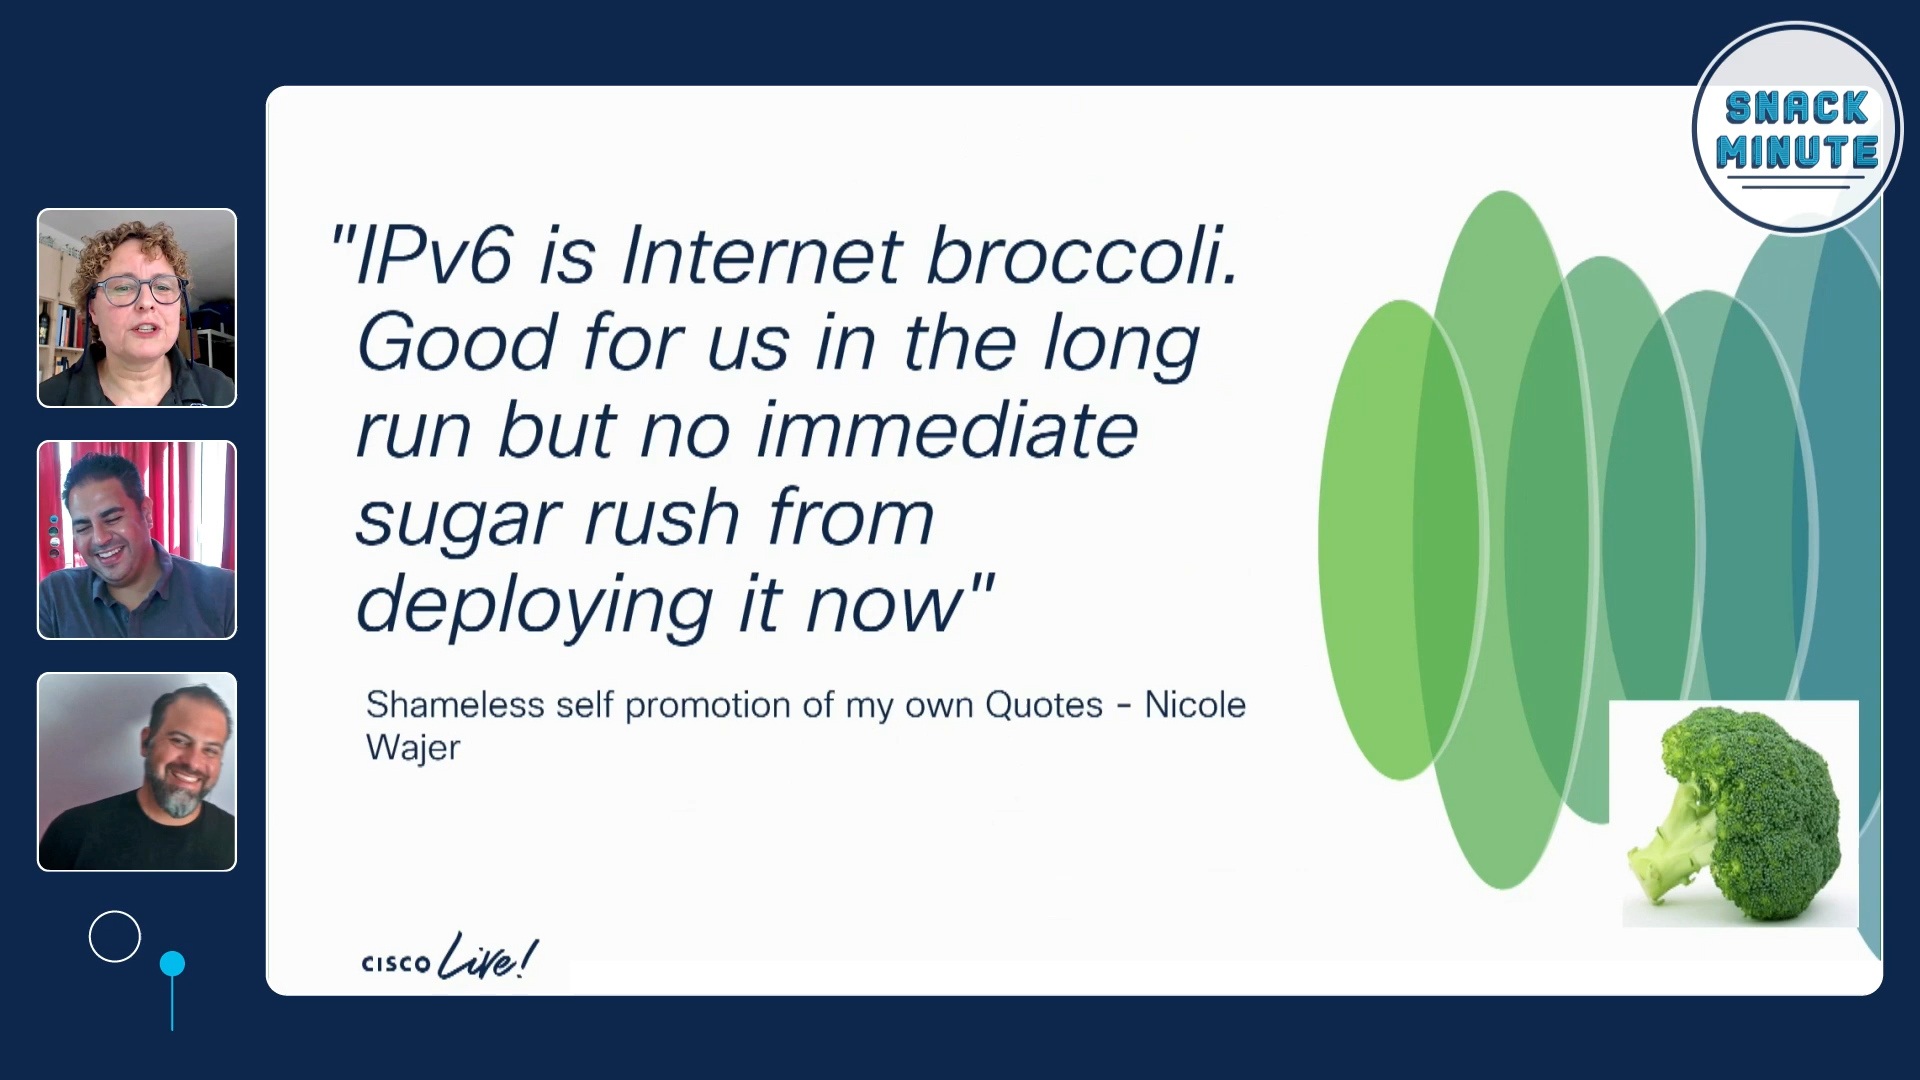 SNACK
MINUTE
"IPv6 is Internet broccoli.
Good for us in the long
run but no immediate
sugar rush from
deploying it now"
Shameless self promotion of my own Quotes - Nicole
Wajer
CISCO Live!